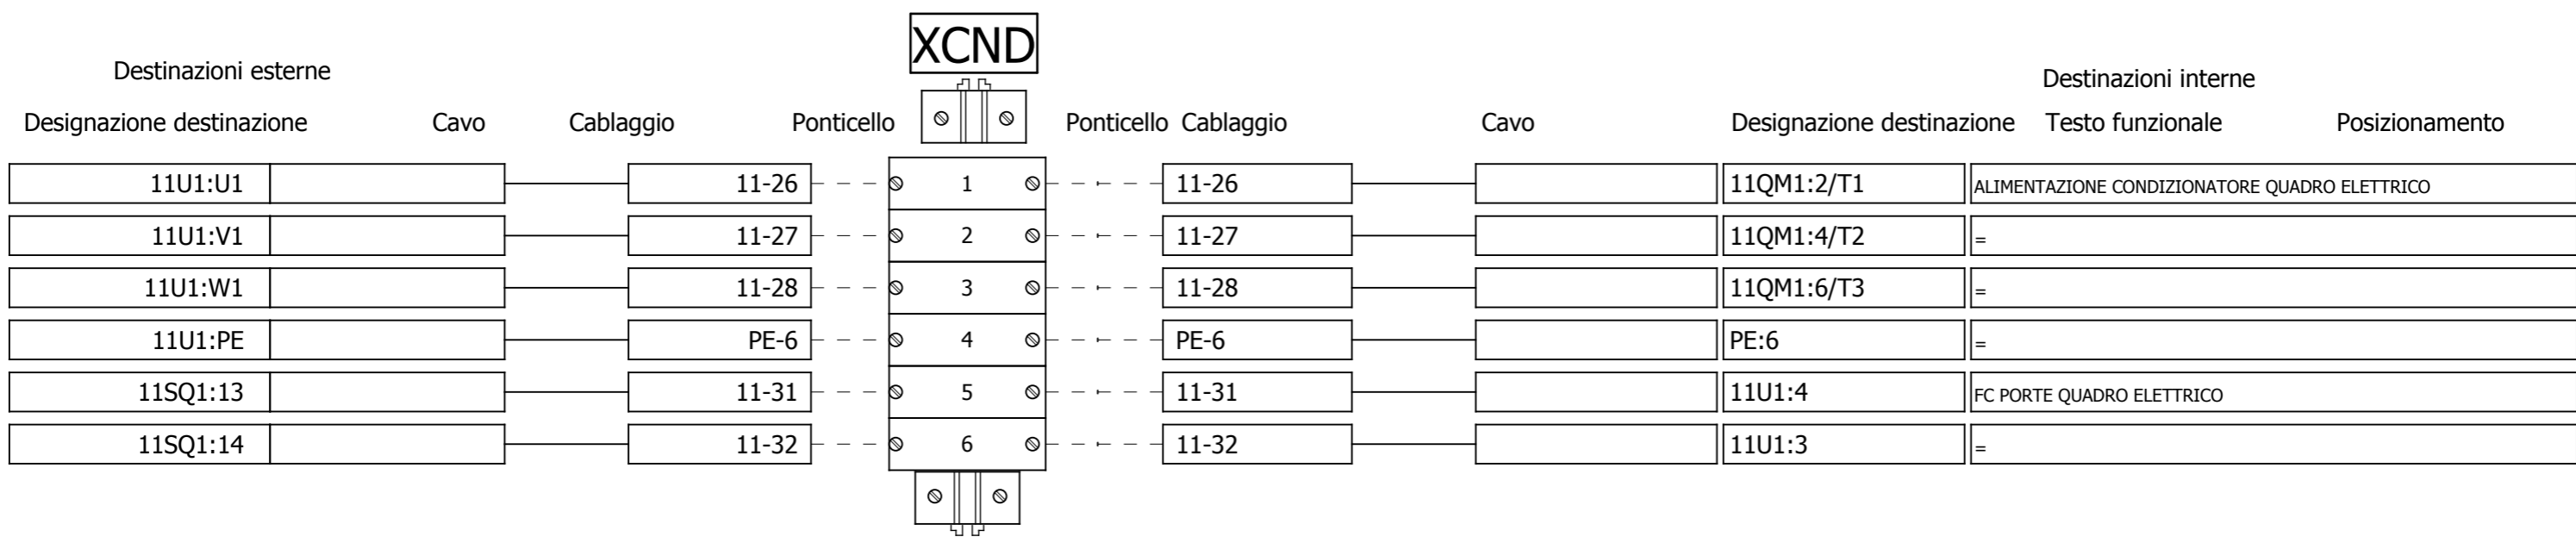 XCND
Destinazioni esterne
Destinazioni interne
Designazione destinazione Cavo Cablaggio Ponticello Ponticello Cablaggio Cavo Designazione destinazione Testo funzionale Posizionamento
11U1:U1 11-26 1 11-26 11QM1:2/T1 ALIMENTAZIONE CONDIZIONATORE QUADRO ELETTRICO
11U1:V1 11-27 2 11-27 11QM1:4/T2 =
11U1:W1 11-28 3 11-28 11QM1:6/T3 =
11U1:PE PE-6 4 PE-6 PE:6 =
11SQ1:13 11-31 5 11-31 11U1:4 FC PORTE QUADRO ELETTRICO
11SQ1:14 11-32 6 11-32 11U1:3 =